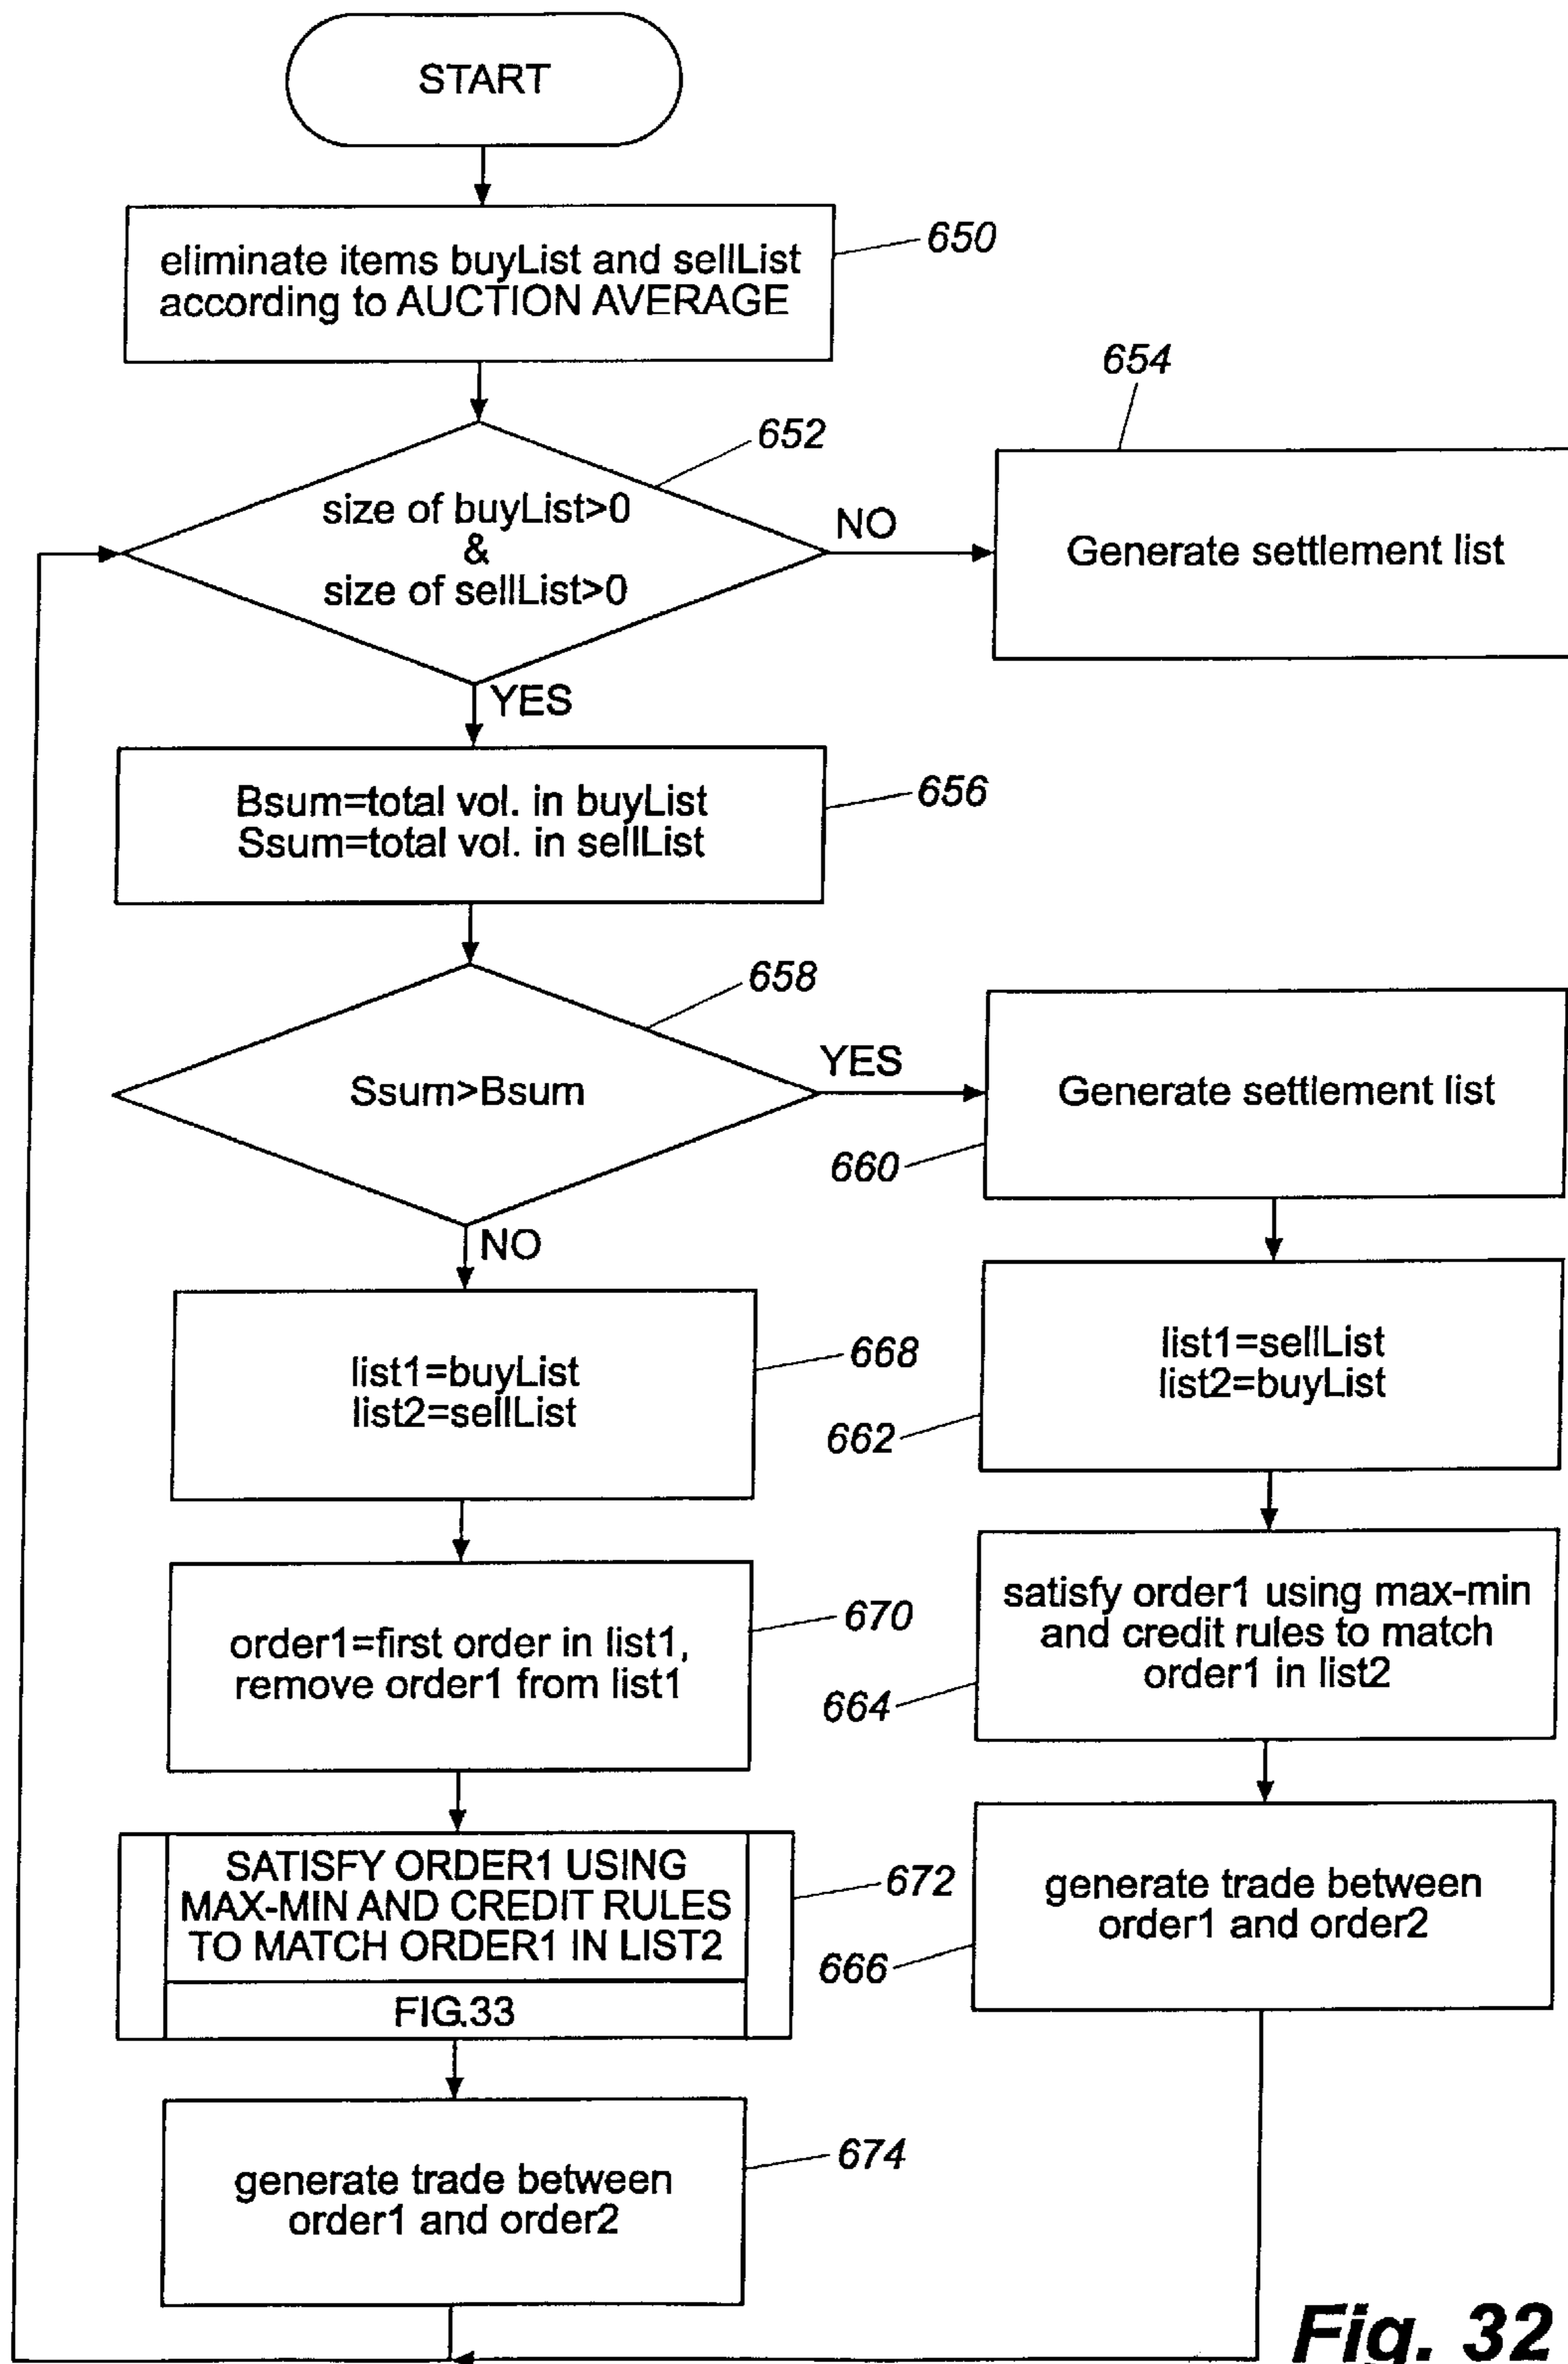 START
eliminate items buyList and sellList
according to AUCTION AVERAGE
650
652
654
size of buyList>0
&
size of sellList>0
NO
Generate settlement list
YES
Bsum=total vol. in buyList
Ssum=total vol. in sellList
656
658
Ssum>Bsum
YES
Generate settlement list
660
NO
list1=buyList
list2=sellList
668
list1=sellList
list2=buyList
662
order1=first order in list1,
remove order1 from list1
670
satisfy order1 using max-min
and credit rules to match
order1 in list2
664
SATISFY ORDER1 USING
MAX-MIN AND CREDIT RULES
TO MATCH ORDER1 IN LIST2
FIG.33
672
generate trade between
order1 and order2
666
generate trade between
order1 and order2
674
Fig. 32